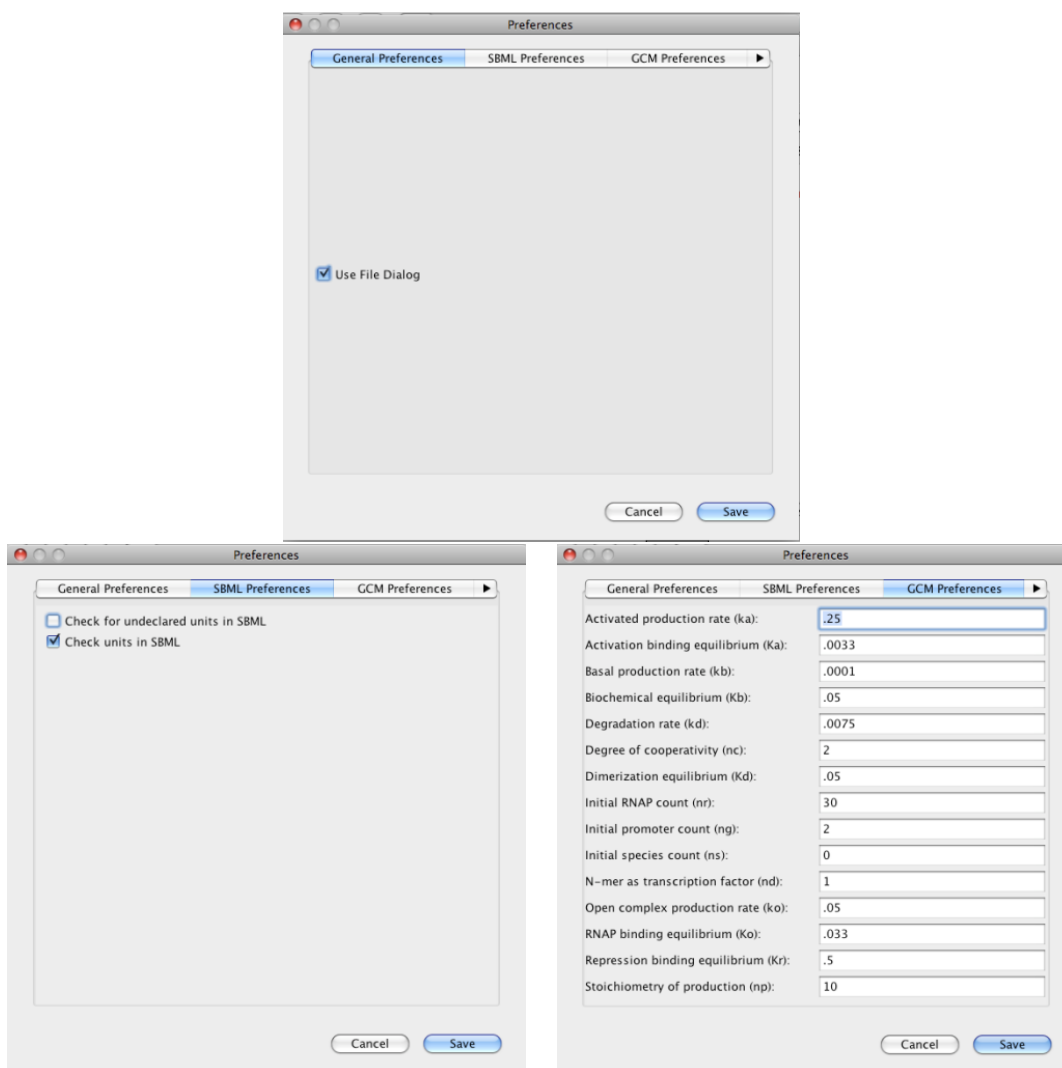 Preferences
General Preferences SBML Preferences GCM Preferences
Use File Dialog
Cancel Save
Preferences
General Preferences SBML Preferences GCM Preferences
Check for undeclared units in SBML
Check units in SBML
Cancel Save
Preferences
General Preferences SBML Preferences GCM Preferences
Activated production rate (ka): .25
Activation binding equilibrium (Ka): .0033
Basal production rate (kb): .0001
Biochemical equilibrium (Kb): .05
Degradation rate (kd): .0075
Degree of cooperativity (nc): 2
Dimerization equilibrium (Kd): .05
Initial RNAP count (nr): 30
Initial promoter count (ng): 2
Initial species count (ns): 0
N-mer as transcription factor (nd): 1
Open complex production rate (ko): .05
RNAP binding equilibrium (Ko): .033
Repression binding equilibrium (Kr): .5
Stoichiometry of production (np): 10
Cancel Save